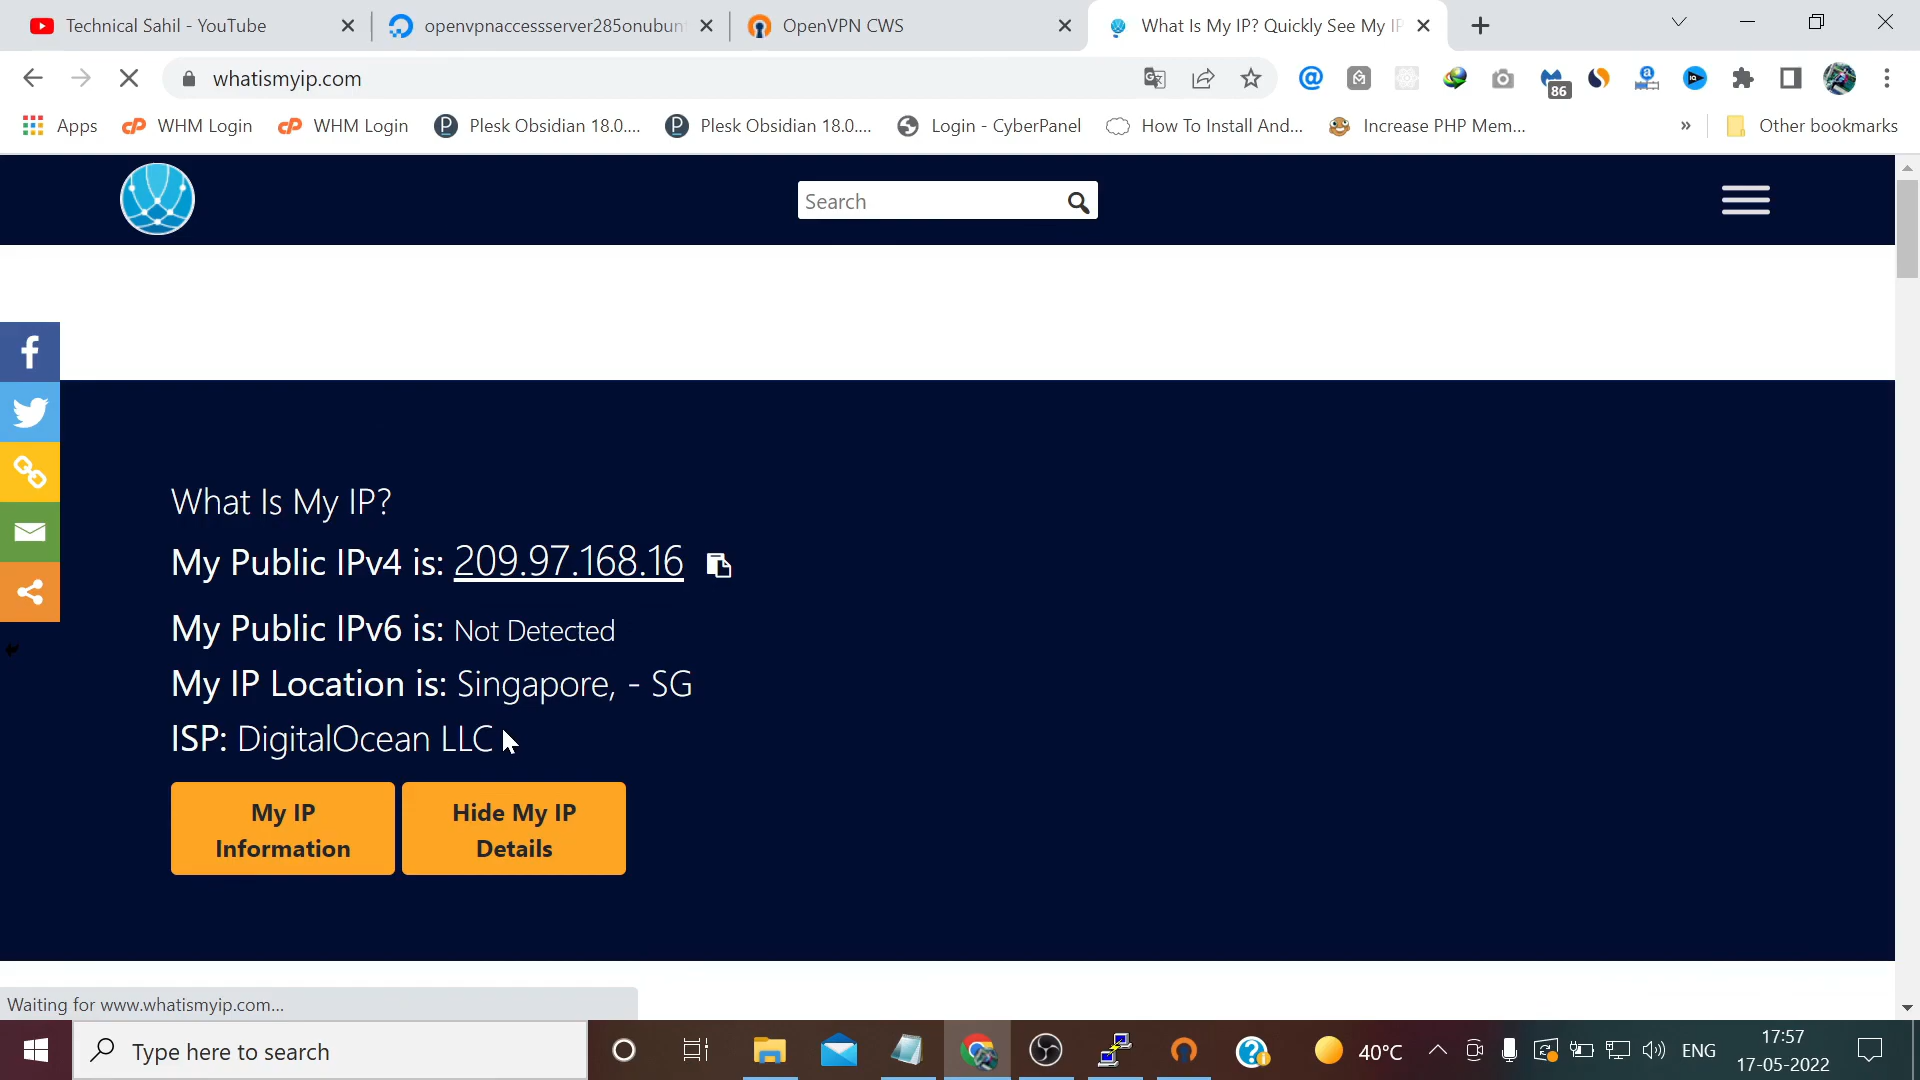 Technical Sahil - YouTube
openvpnaccessserver285onubun
OpenVPN CWS
What Is My IP? Quickly See My IP
whatismyip.com
86
Apps
WHM Login
WHM Login
Plesk Obsidian 18.0....
Plesk Obsidian 18.0....
Login - CyberPanel
How To Install And...
Increase PHP Mem...
»
Other bookmarks
Search
What Is My IP?
My Public IPv4 is: 209.97.168.16
My Public IPv6 is: Not Detected
My IP Location is: Singapore, - SG
ISP: DigitalOcean LLC
My IP
Information
Hide My IP
Details
Waiting for www.whatismyip.com...
Type here to search
40°C
ENG
17:57
17-05-2022